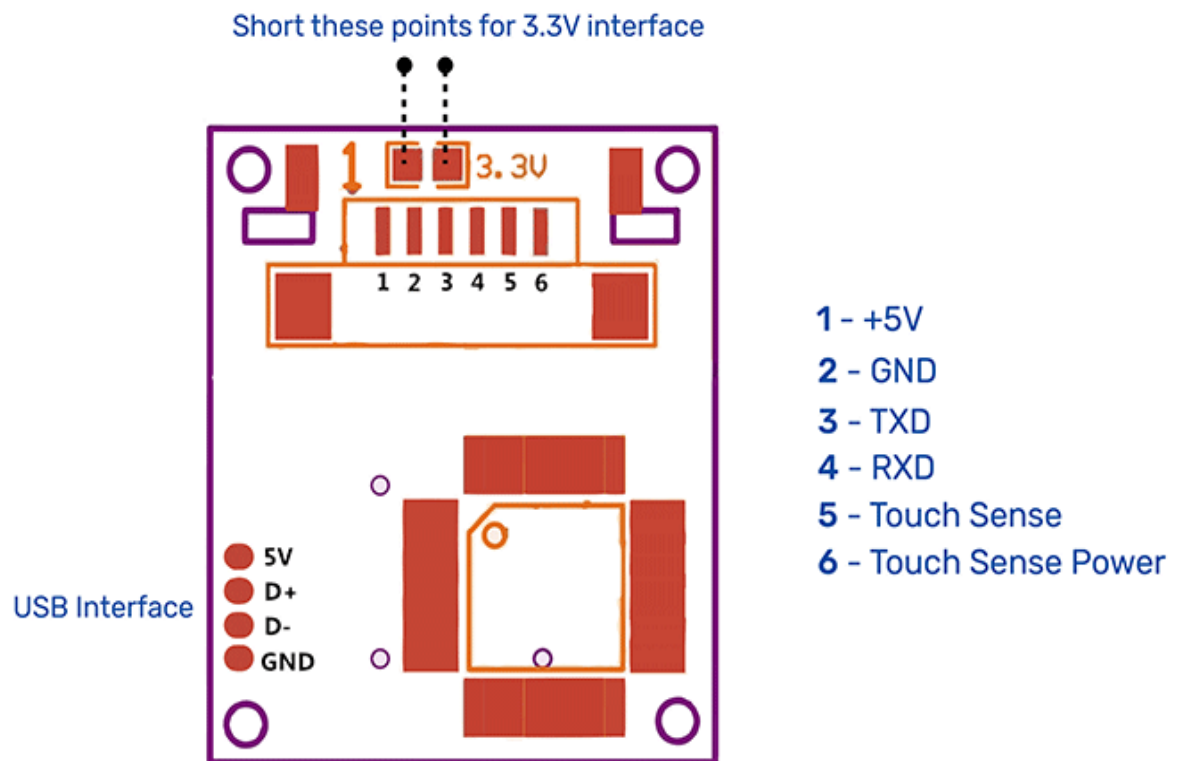 Short these points for 3.3V interface
1 3.3V
1 2 3 4 5 6
1 - +5V
2 - GND
3 - TXD
4 - RXD
5 - Touch Sense
6 - Touch Sense Power
5V
D+
USB Interface
D-
GND